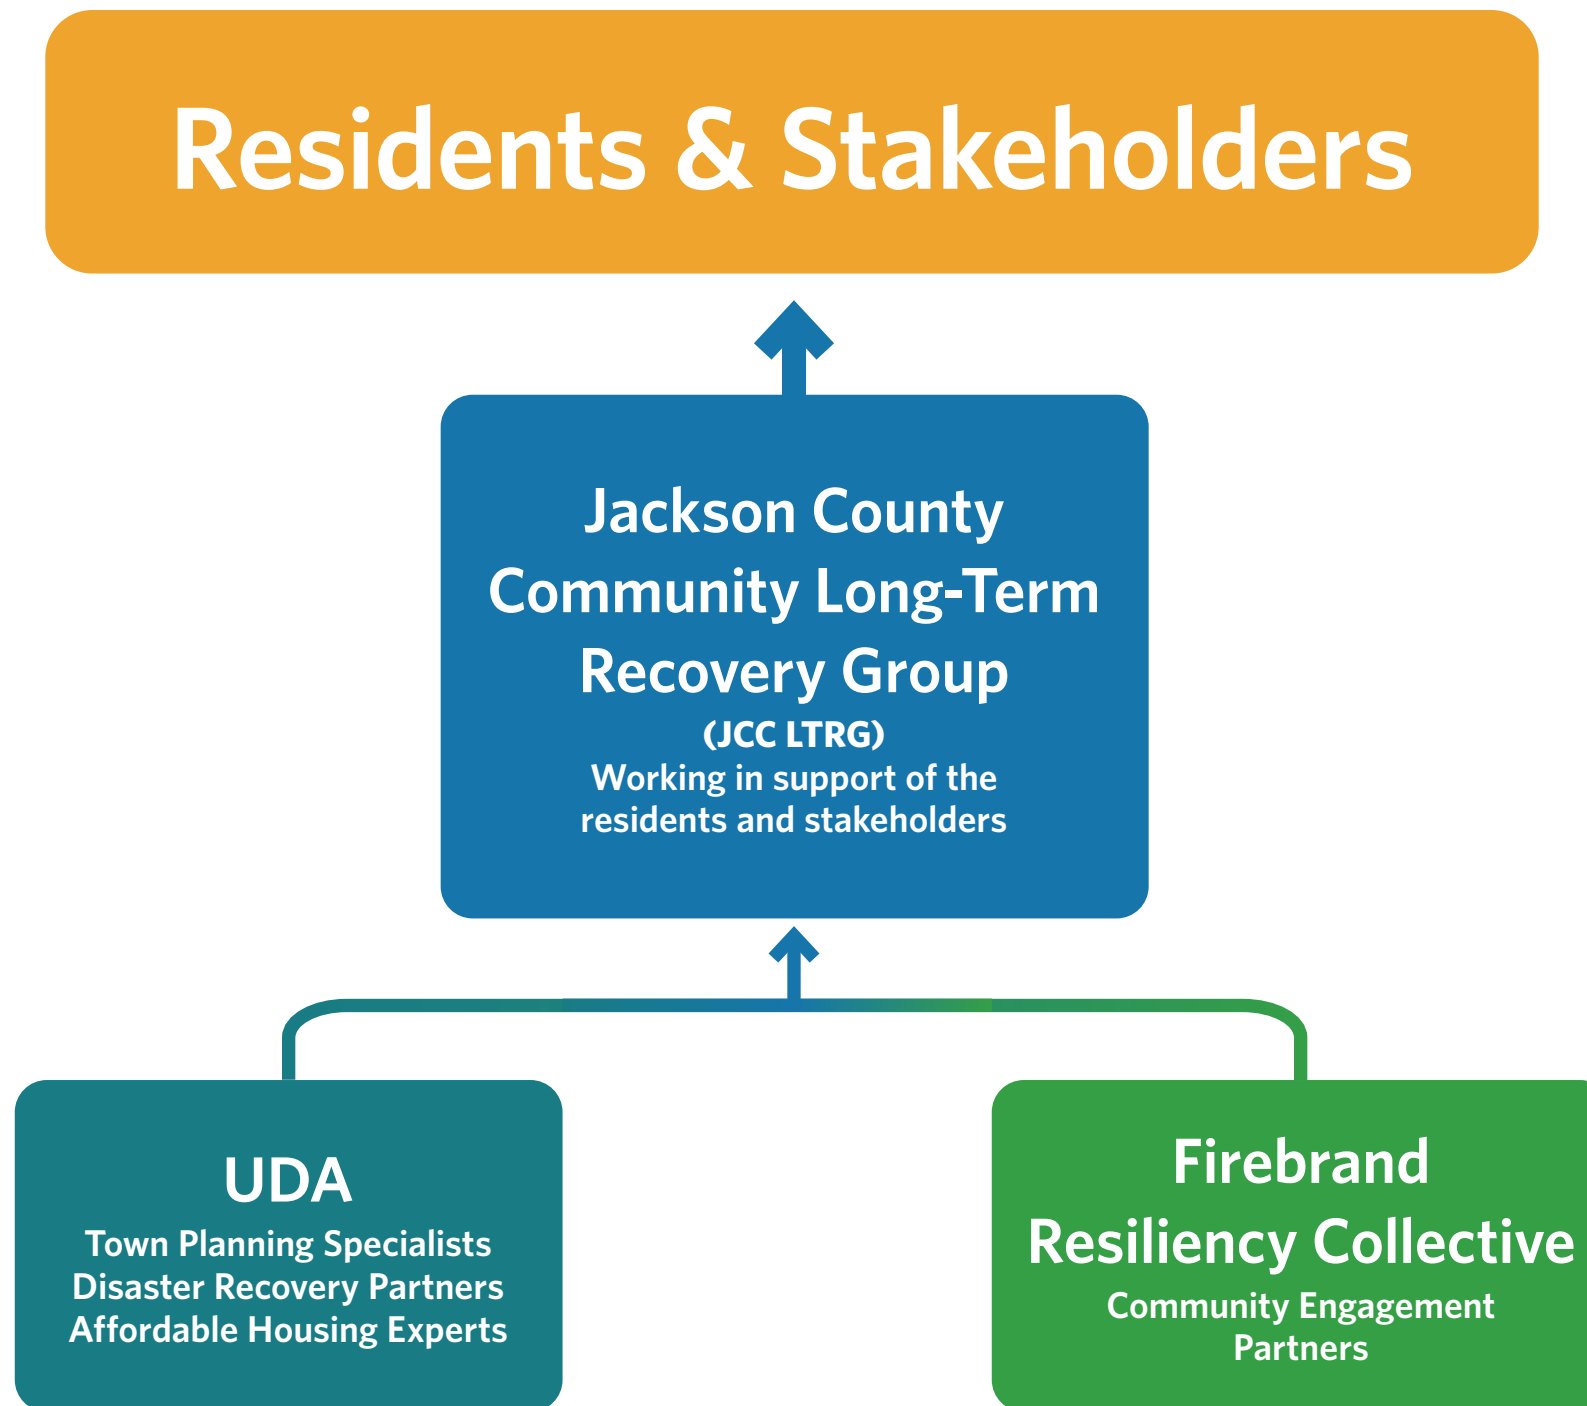 Residents & Stakeholders
Jackson County
Community Long-Term
Recovery Group
(JCC LTRG)
Working in support of the
residents and stakeholders
UDA
Town Planning Specialists
Disaster Recovery Partners
Affordable Housing Experts
Firebrand
Resiliency Collective
Community Engagement
Partners